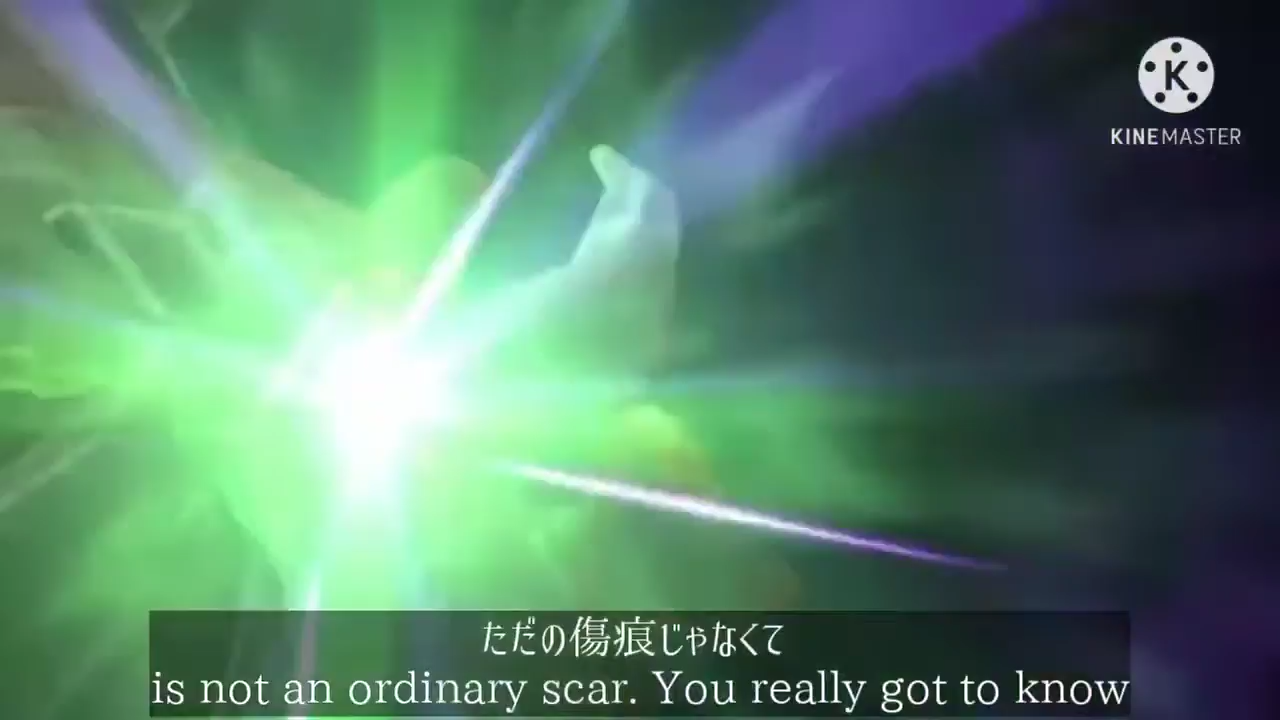 KINEMASTER
ただの傷痕じゃなくて
is not an ordinary scar. You really got to know